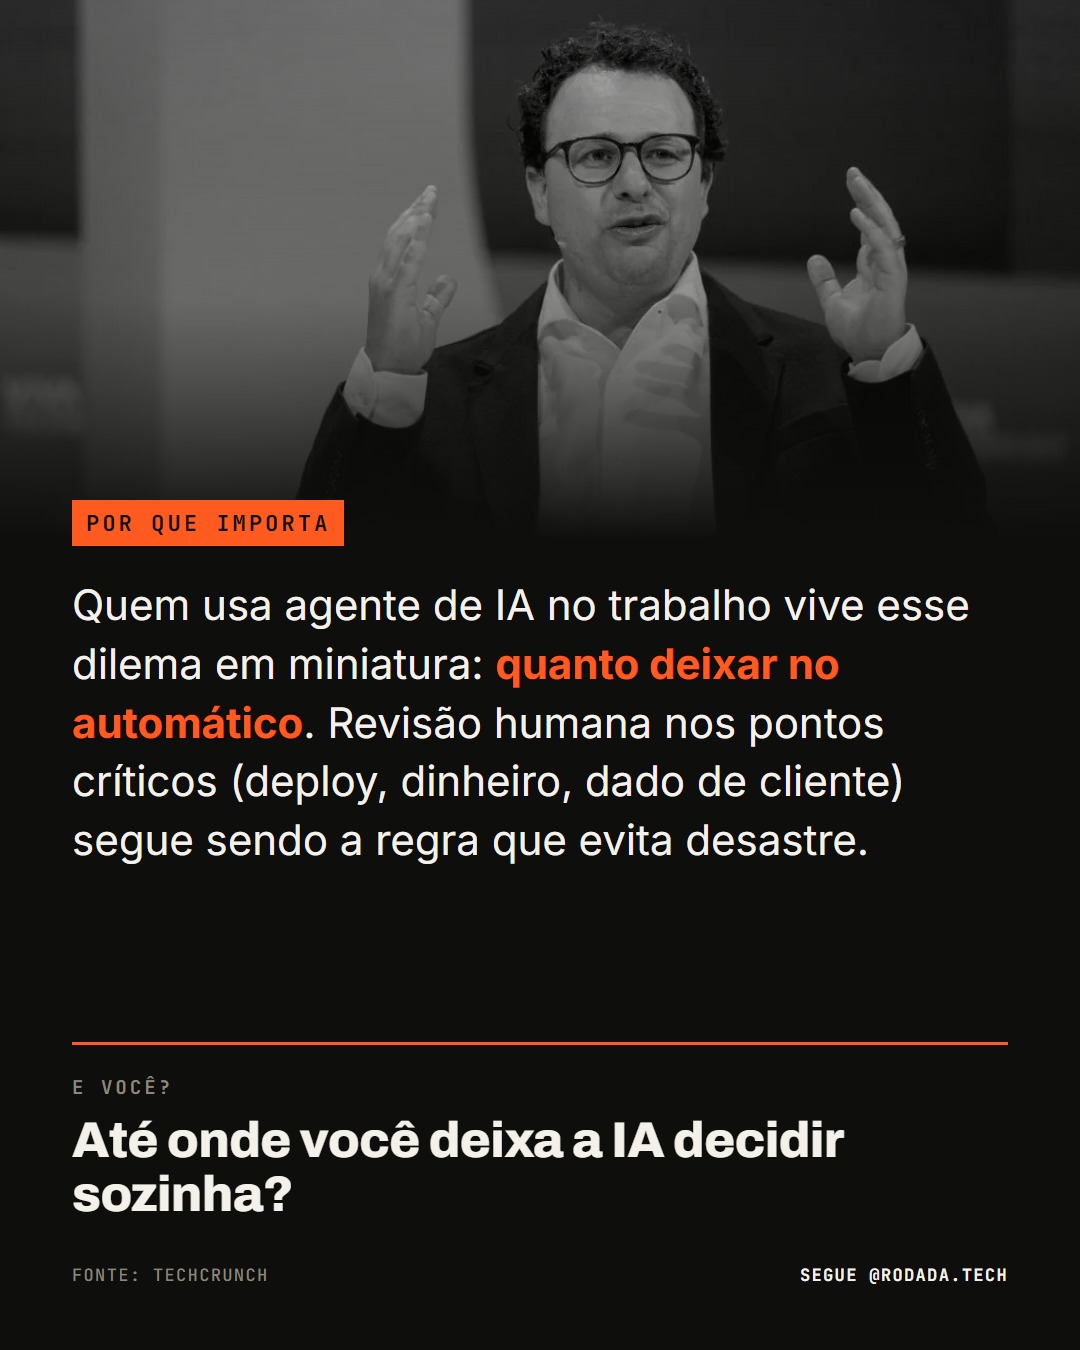 POR QUE IMPORTA
Quem usa agente de IA no trabalho vive esse
dilema em miniatura: quanto deixar no
automático. Revisão humana nos pontos
críticos (deploy, dinheiro, dado de cliente)
segue sendo a regra que evita desastre.
E VOCÊ?
Até onde você deixa a IA decidir
sozinha?
FONTE: TECHCRUNCH
SEGUE @RODADA.TECH